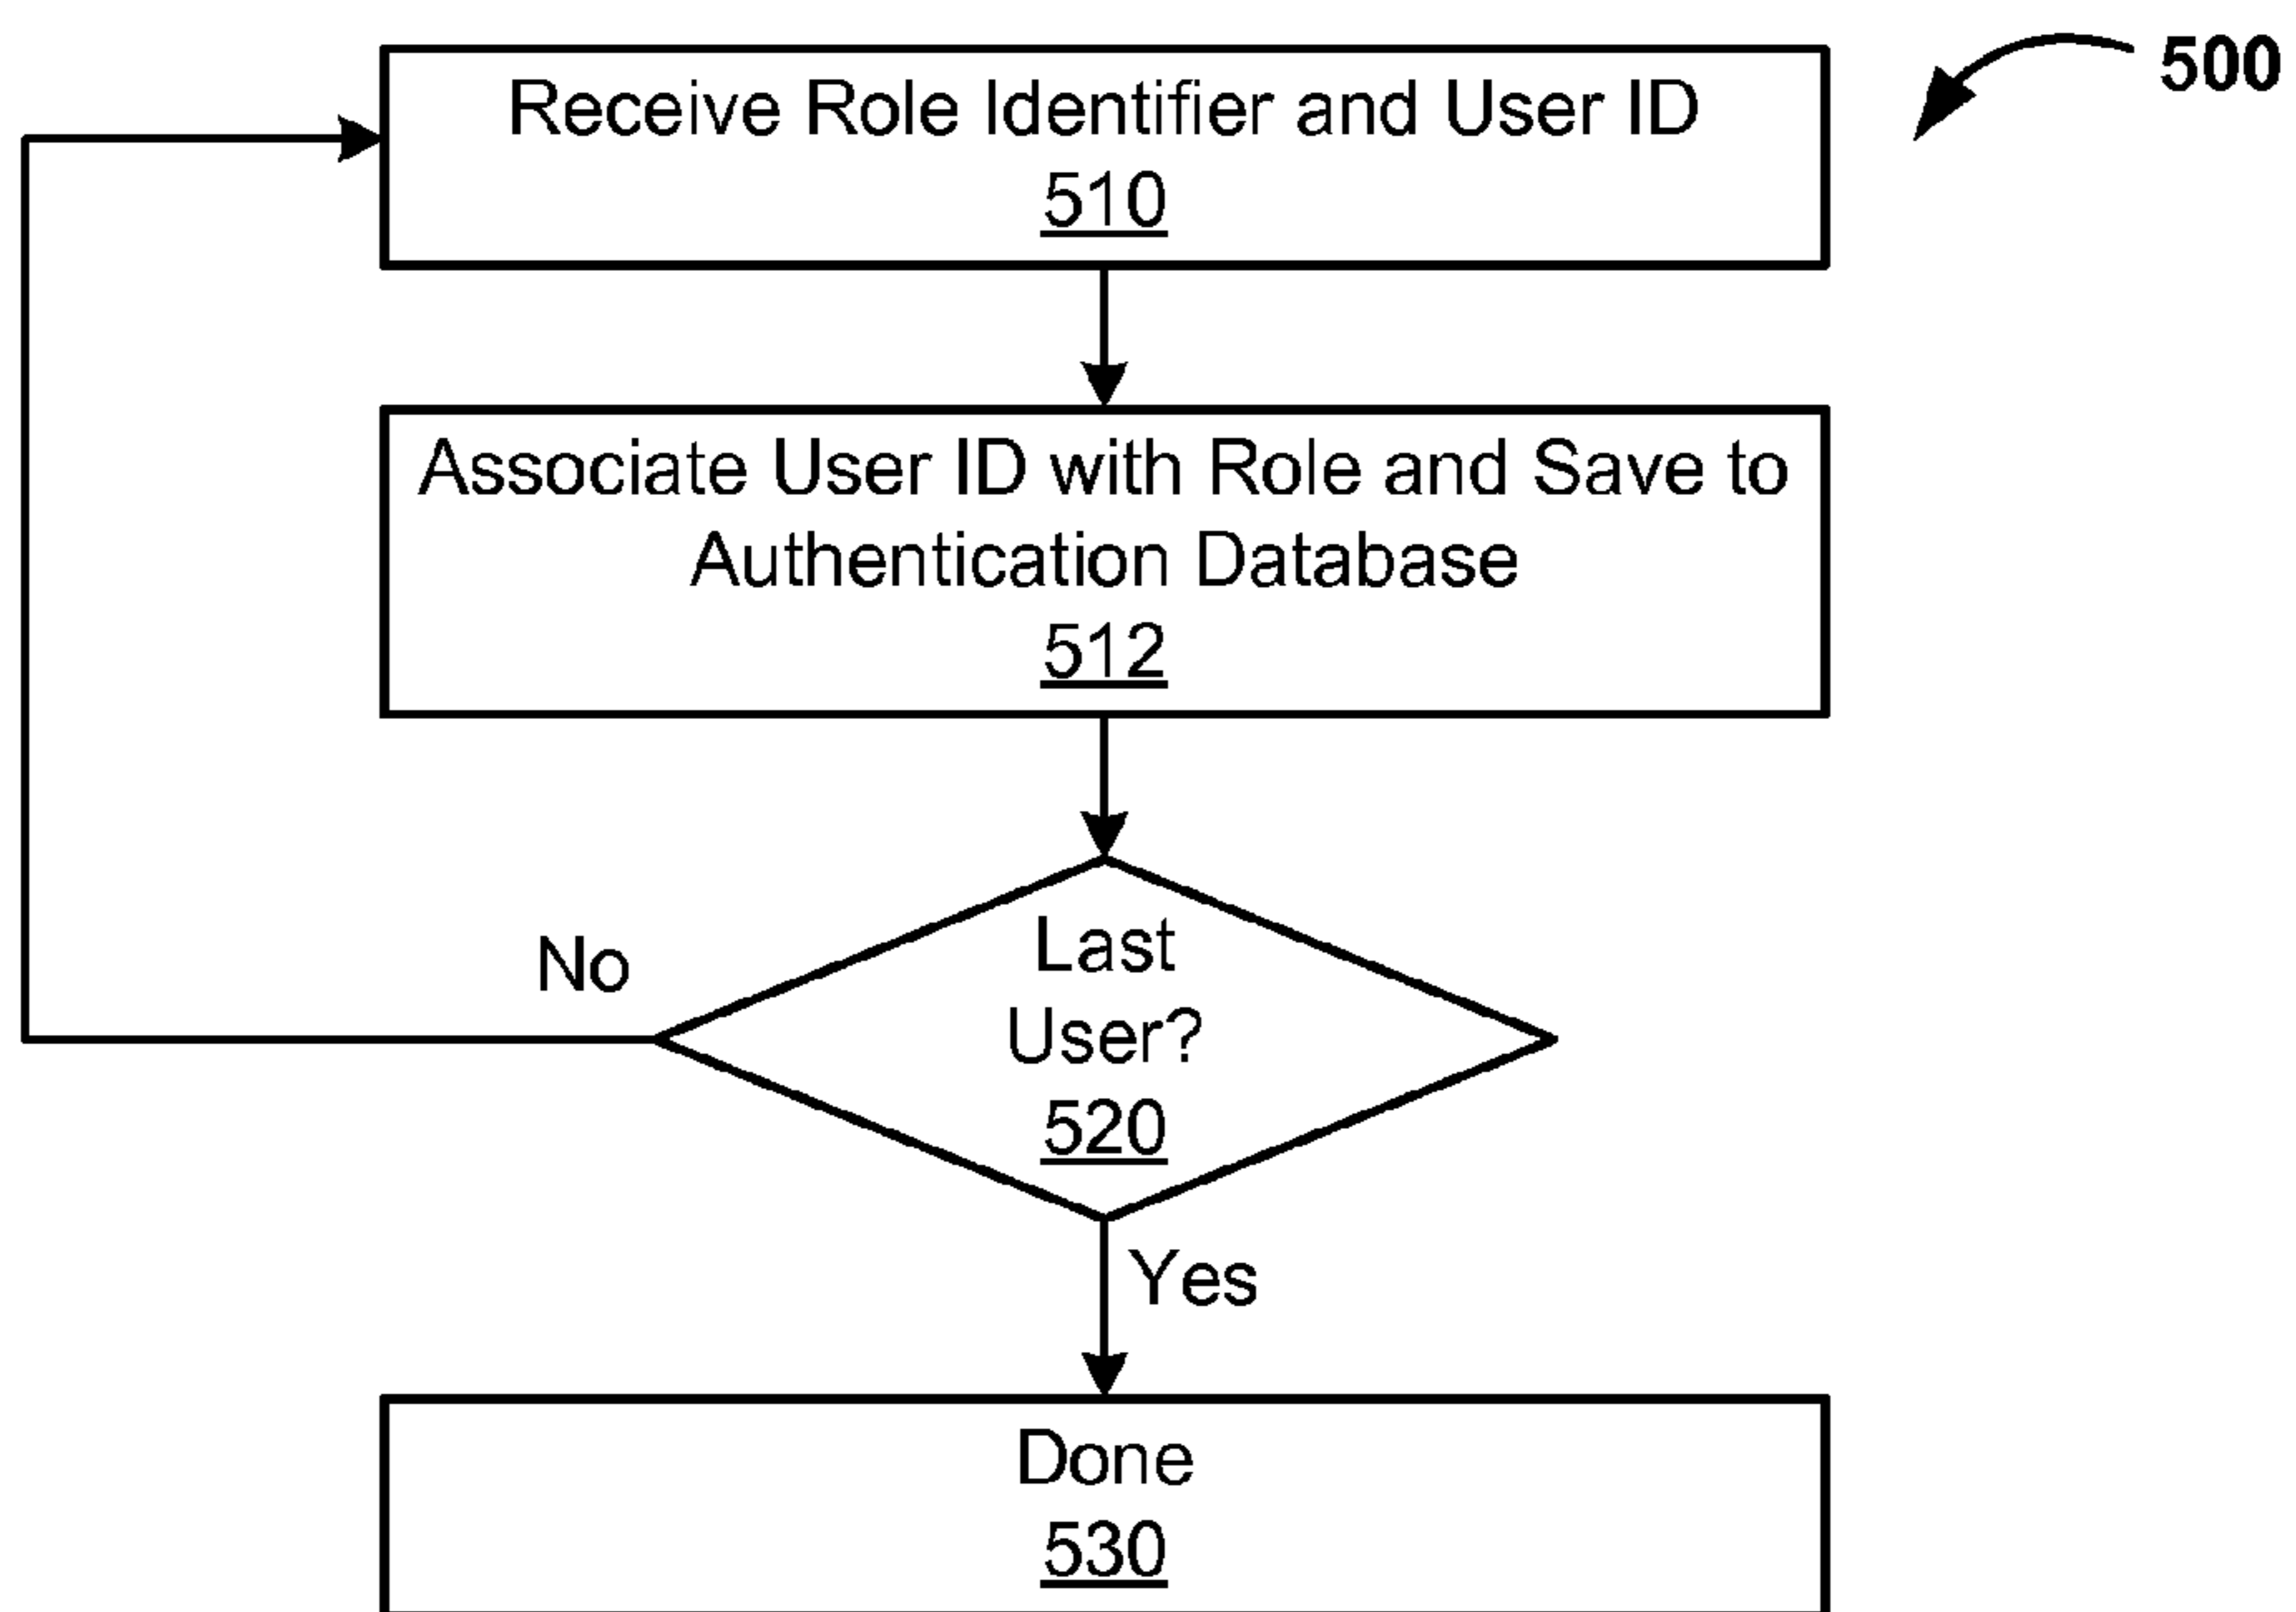 500
Receive Role Identifier and User ID
510
Associate User ID with Role and Save to
Authentication Database
512
Last
User?
520
No
Yes
Done
530